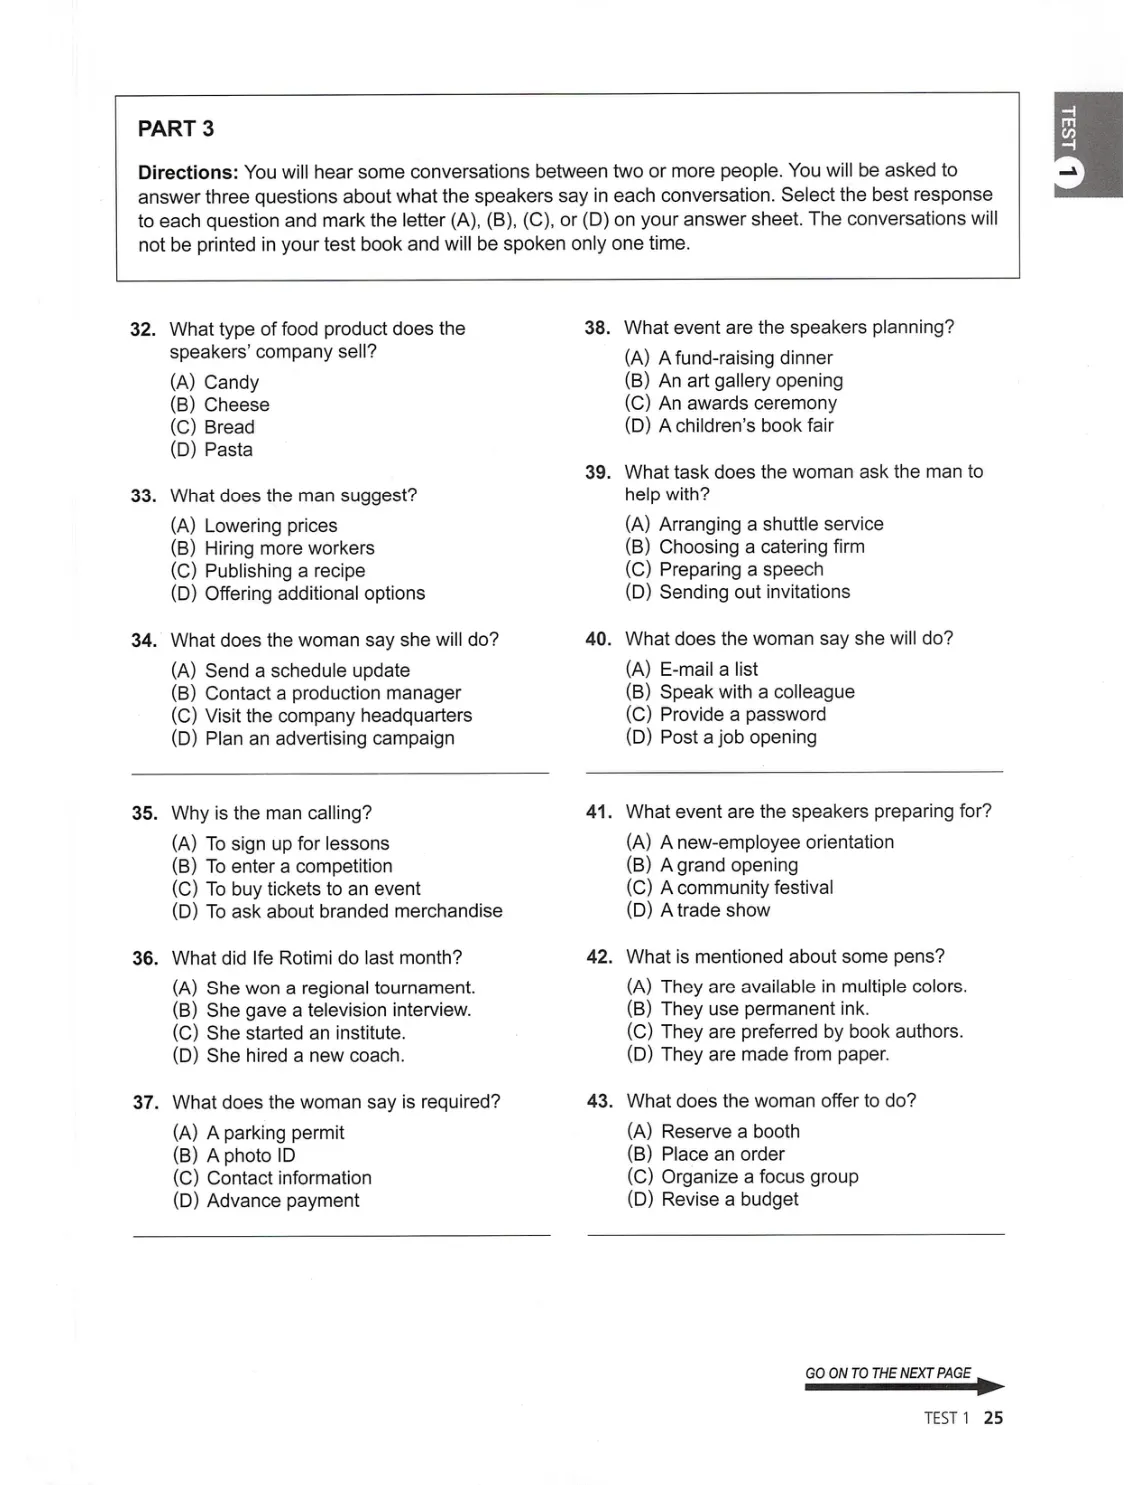 TEST 1
PART 3
Directions: You will hear some conversations between two or more people. You will be asked to
answer three questions about what the speakers say in each conversation. Select the best response
to each question and mark the letter (A), (B), (C), or (D) on your answer sheet. The conversations will
not be printed in your test book and will be spoken only one time.
32. What type of food product does the
speakers' company sell?
(A) Candy
(B) Cheese
(C) Bread
(D) Pasta
33. What does the man suggest?
(A) Lowering prices
(B) Hiring more workers
(C) Publishing a recipe
(D) Offering additional options
34. What does the woman say she will do?
(A) Send a schedule update
(B) Contact a production manager
(C) Visit the company headquarters
(D) Plan an advertising campaign
35. Why is the man calling?
(A) To sign up for lessons
(B) To enter a competition
(C) To buy tickets to an event
(D) To ask about branded merchandise
36. What did Ife Rotimi do last month?
(A) She won a regional tournament.
(B) She gave a television interview.
(C) She started an institute.
(D) She hired a new coach.
37. What does the woman say is required?
(A) A parking permit
(B) A photo ID
(C) Contact information
(D) Advance payment
38. What event are the speakers planning?
(A) A fund-raising dinner
(B) An art gallery opening
(C) An awards ceremony
(D) A children's book fair
39. What task does the woman ask the man to
help with?
(A) Arranging a shuttle service
(B) Choosing a catering firm
(C) Preparing a speech
(D) Sending out invitations
40. What does the woman say she will do?
(A) E-mail a list
(B) Speak with a colleague
(C) Provide a password
(D) Post a job opening
41. What event are the speakers preparing for?
(A) A new-employee orientation
(B) A grand opening
(C) A community festival
(D) A trade show
42. What is mentioned about some pens?
(A) They are available in multiple colors.
(B) They use permanent ink.
(C) They are preferred by book authors.
(D) They are made from paper.
43. What does the woman offer to do?
(A) Reserve a booth
(B) Place an order
(C) Organize a focus group
(D) Revise a budget
GO ON TO THE NEXT PAGE
TEST 1 25